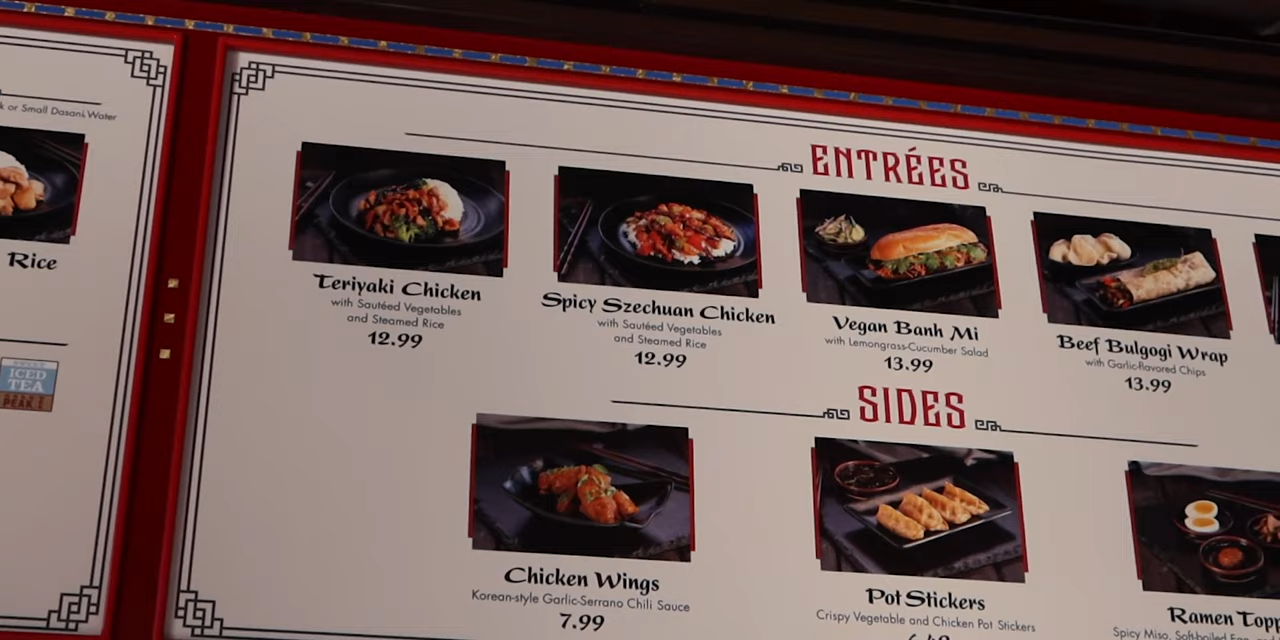 or Small Dasani Water
Rice
ICED
TEA
PEAK
ENTRÉES
Teriyaki Chicken
with Sautéed Vegetables
and Steamed Rice
12.99
Spicy Szechuan Chicken
with Sautéed Vegetables
and Steamed Rice
12.99
Vegan Banh Mi
with Lemongrass-Cucumber Salad
13.99
Beef Bulgogi Wrap
with Garlic-flavored Chips
13.99
SIDES
Chicken Wings
Korean-style Garlic-Serrano Chili Sauce
7.99
Pot Stickers
Crispy Vegetable and Chicken Pot Stickers
Ramen
Spicy Miso, Soft-boiled Egg,